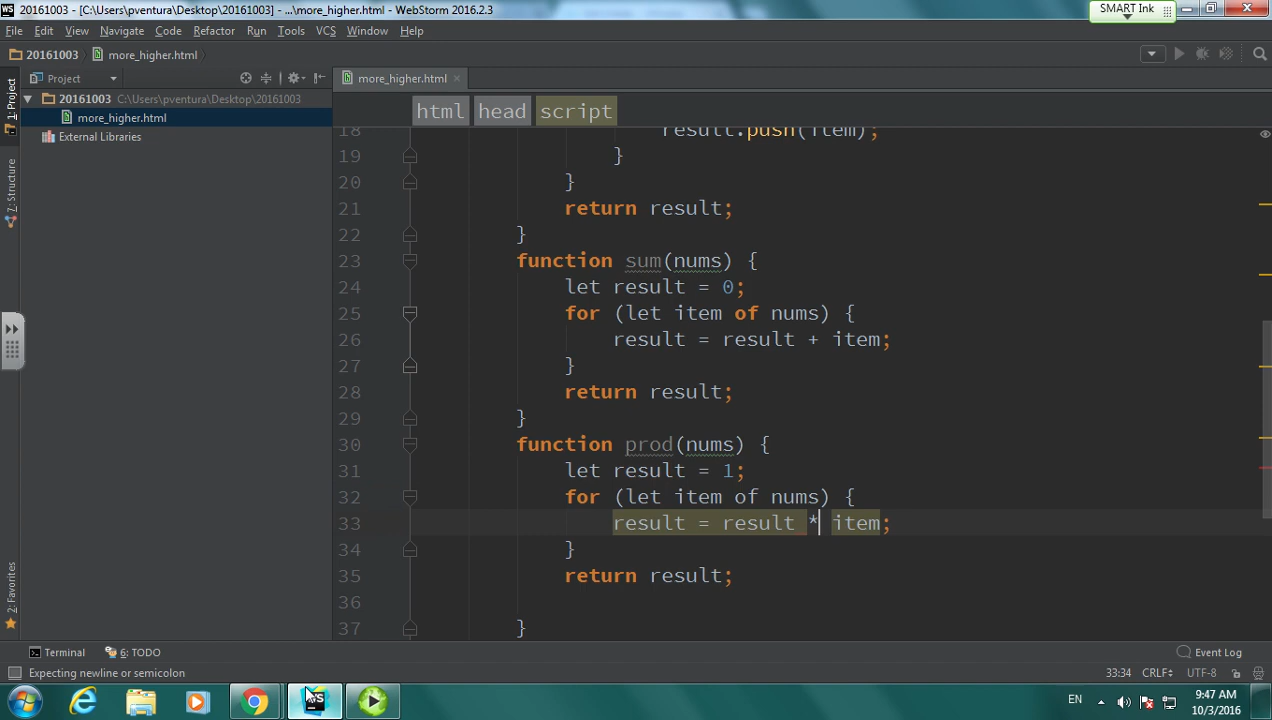 20161003 - [C:\Users\pventura\Desktop\20161003] - ...\more_higher.html - WebStorm 2016.2.3
SMART Ink
File Edit View Navigate Code Refactor Run Tools VCS Window Help
20161003 more_higher.html
1: Project
Project
more_higher.html
20161003 C:\Users\pventura\Desktop\20161003
more_higher.html
External Libraries
7: Structure
2: Favorites
html head script
18 result.push(item);
19 }
20 }
21 return result;
22 }
23 function sum(nums) {
24 let result = 0;
25 for (let item of nums) {
26 result = result + item;
27 }
28 return result;
29 }
30 function prod(nums) {
31 let result = 1;
32 for (let item of nums) {
33 result = result * item;
34 }
35 return result;
36
37 }
Terminal 6: TODO Event Log
Expecting newline or semicolon 33:34 CRLF UTF-8
EN 9:47 AM
10/3/2016